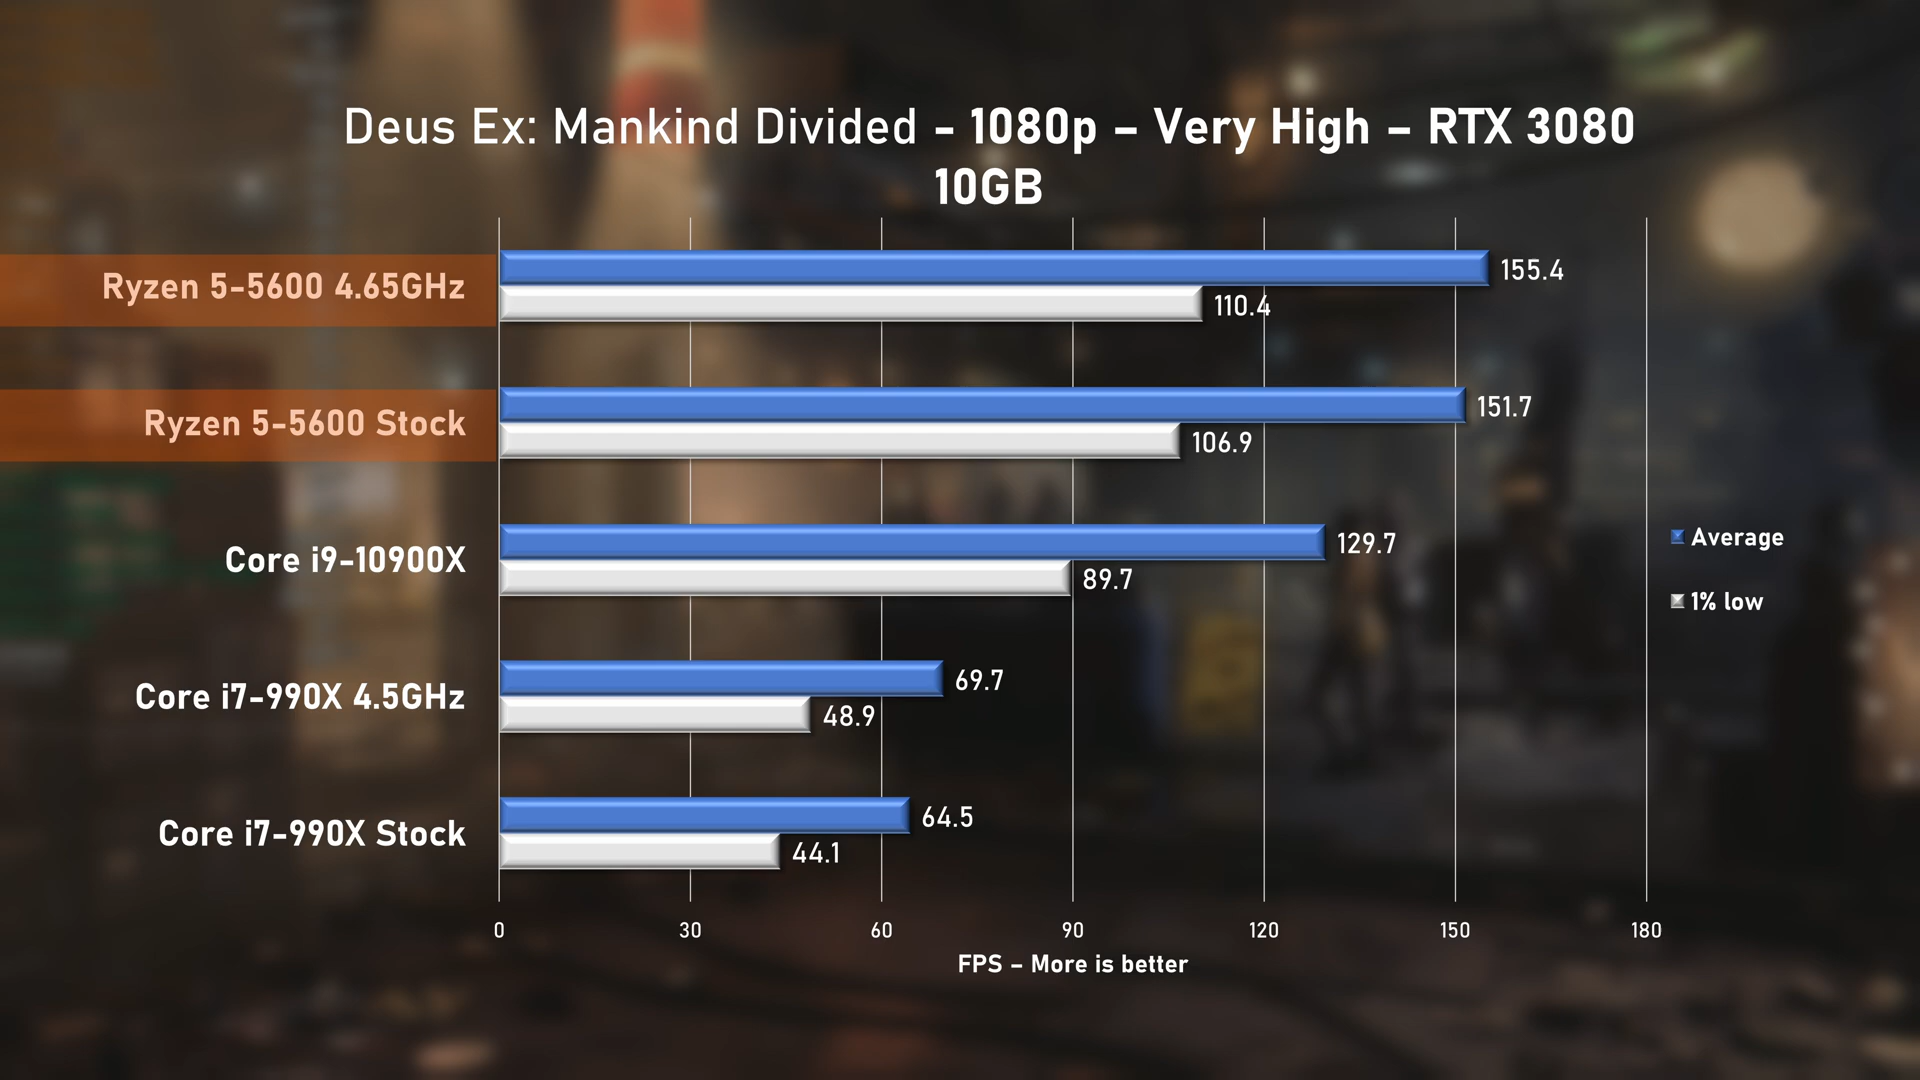 Deus Ex: Mankind Divided - 1080p – Very High – RTX 3080
10GB
Ryzen 5-5600 4.65GHz
155.4
110.4
Ryzen 5-5600 Stock
151.7
106.9
Core i9-10900X
129.7
89.7
Core i7-990X 4.5GHz
69.7
48.9
Core i7-990X Stock
64.5
44.1
Average
1% low
0 30 60 90 120 150 180
FPS – More is better